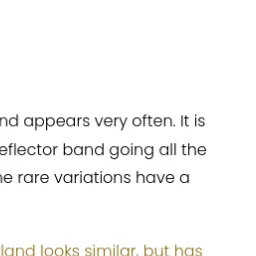 nd appears very often. It is
eflector band going all the
ne rare variations have a
land looks similar, but has